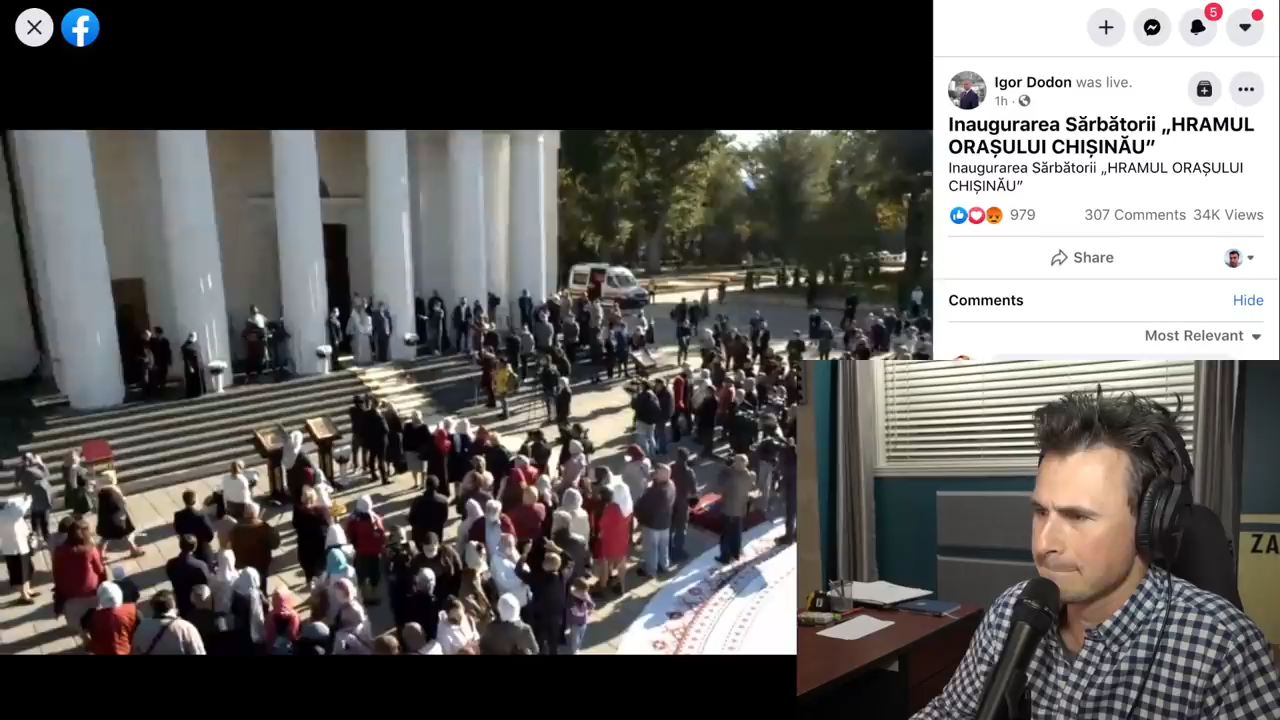 5
Igor Dodon was live.
1h
Inaugurarea Sărbătorii „HRAMUL
ORAȘULUI CHIȘINĂU”
Inaugurarea Sărbătorii „HRAMUL ORAȘULUI
CHIȘINĂU”
979 307 Comments 34K Views
Share
Comments Hide
Most Relevant
ZA